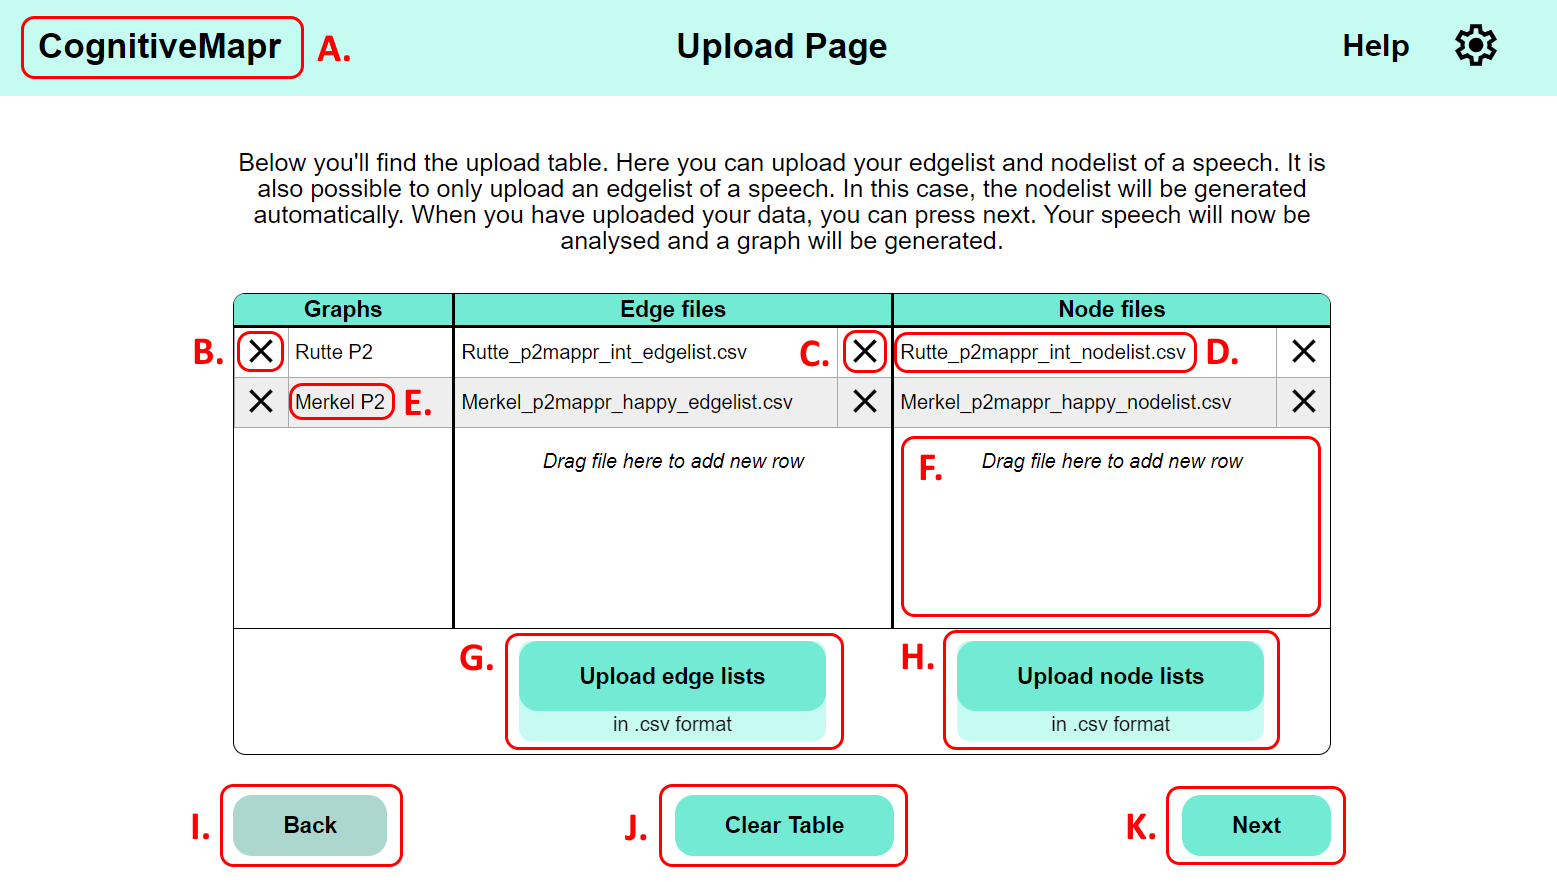 CognitiveMapr A. Upload Page Help
Below you'll find the upload table. Here you can upload your edgelist and nodelist of a speech. It is
also possible to only upload an edgelist of a speech. In this case, the nodelist will be generated
automatically. When you have uploaded your data, you can press next. Your speech will now be
analysed and a graph will be generated.
Graphs Edge files Node files
B. Rutte P2 Rutte_p2mappr_int_edgelist.csv C. Rutte_p2mappr_int_nodelist.csv D.
Merkel P2 E. Merkel_p2mappr_happy_edgelist.csv Merkel_p2mappr_happy_nodelist.csv
Drag file here to add new row F. Drag file here to add new row
G. Upload edge lists H. Upload node lists
in .csv format in .csv format
I. Back J. Clear Table K. Next